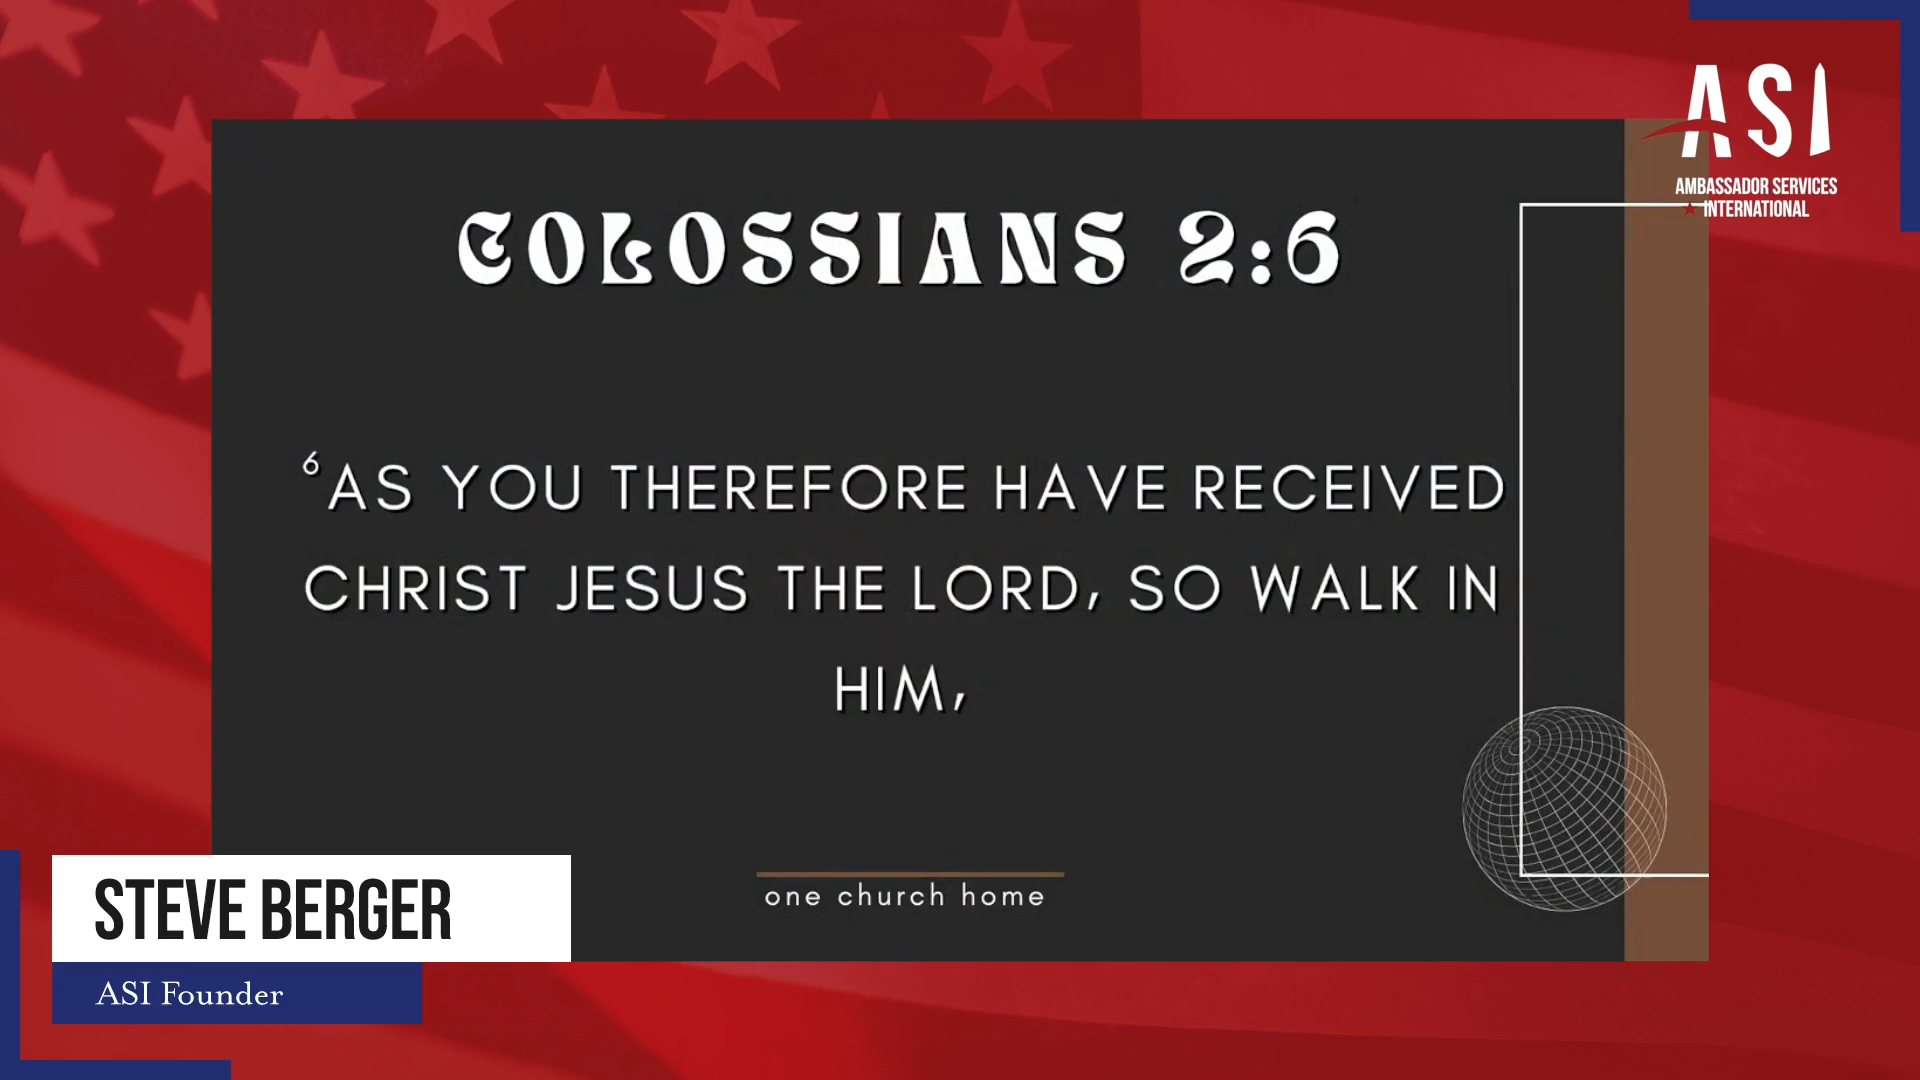 ASI
AMBASSADOR SERVICES
INTERNATIONAL
COLOSSIANS 2:6
⁶AS YOU THEREFORE HAVE RECEIVED
CHRIST JESUS THE LORD, SO WALK IN
HIM,
one church home
STEVE BERGER
ASI Founder